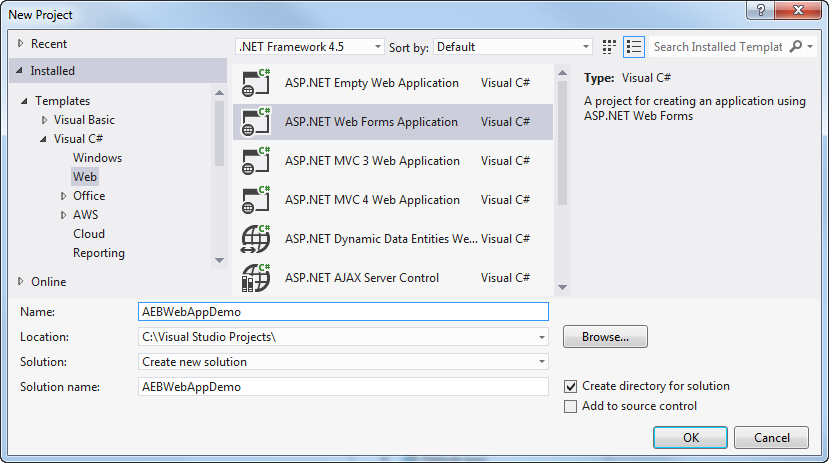 New Project
Recent
.NET Framework 4.5 Sort by: Default Search Installed Templat
Installed
Templates
Visual Basic
Visual C#
Windows
Web
Office
AWS
Cloud
Reporting
Online
C# ASP.NET Empty Web Application Visual C#
C# ASP.NET Web Forms Application Visual C#
C# ASP.NET MVC 3 Web Application Visual C#
C# ASP.NET MVC 4 Web Application Visual C#
C# ASP.NET Dynamic Data Entities We... Visual C#
C# ASP.NET AJAX Server Control Visual C#
Type: Visual C#
A project for creating an application using
ASP.NET Web Forms
Name: AEBWebAppDemo
Location: C:\Visual Studio Projects\ Browse...
Solution: Create new solution
Solution name: AEBWebAppDemo
Create directory for solution
Add to source control
OK Cancel